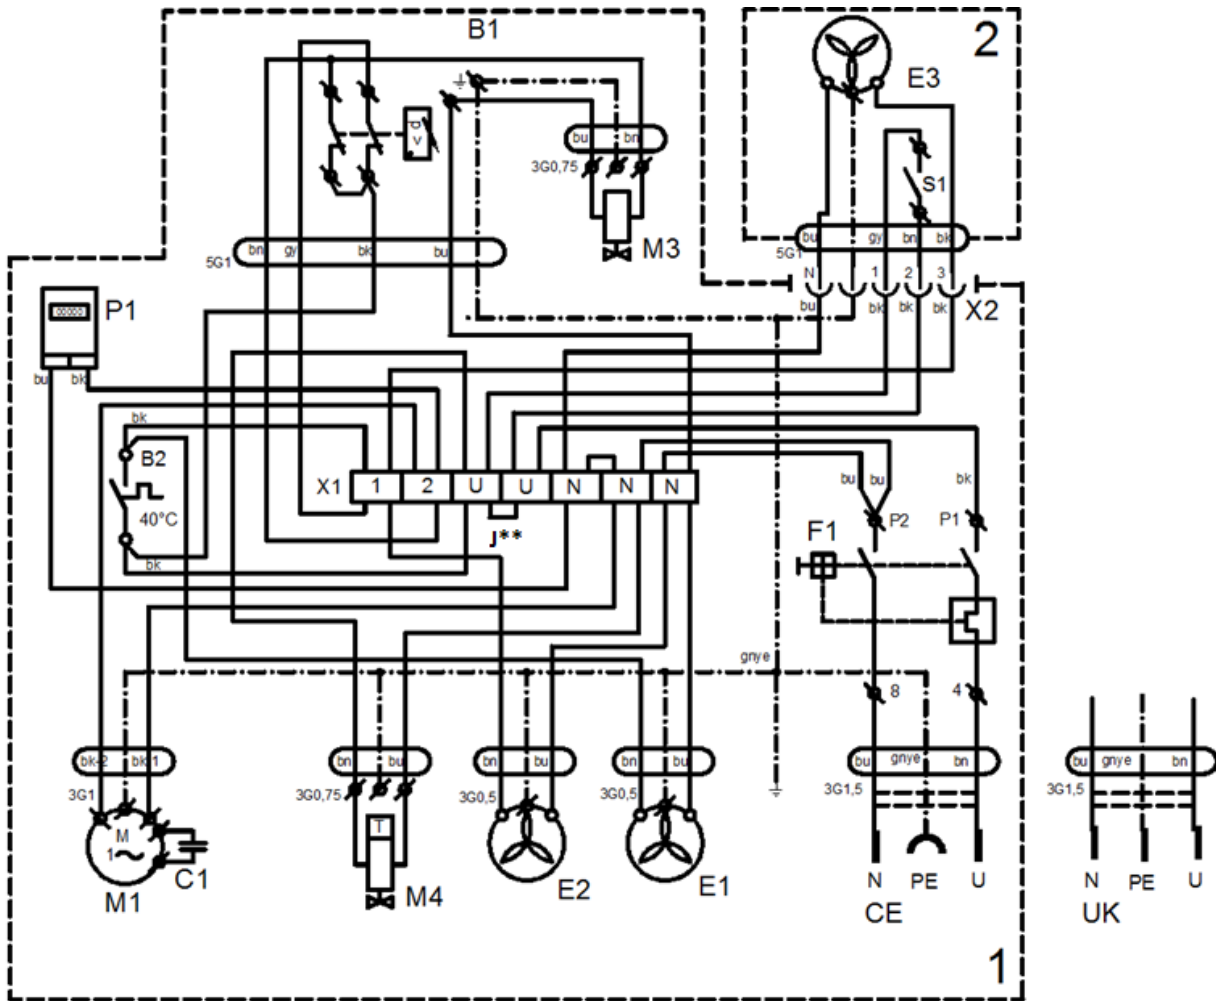 B1
2
E3
bu
bn
3G0,75
M3
S1
bn
gy
bk
bu
5G1
bu
gy
bn
bk
5G1
N
1
2
3
X2
bu
bk
bk
bk
P1
00000
bu
bk
bk
B2
40°C
bk
X1
1
2
U
U
N
N
N
J**
bu
bu
bk
P2
P1
F1
gnye
8
4
bk-2
bk-1
3G1
M
1
M1
C1
bn
bu
3G0,75
T
M4
bn
bu
3G0,5
E2
bn
bu
3G0,5
E1
bu
gnye
bn
3G1,5
N
PE
U
CE
bu
gnye
bn
3G1,5
N
PE
U
UK
1